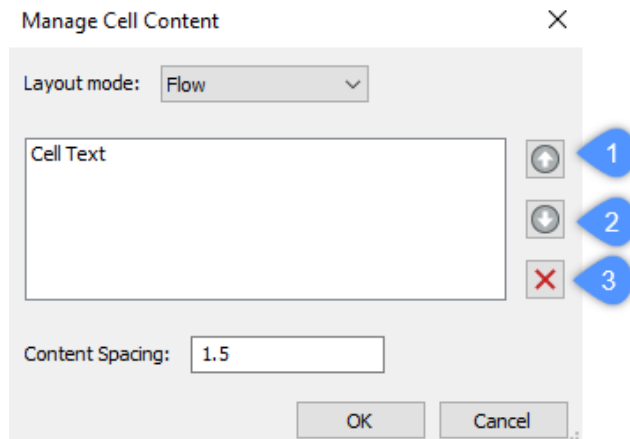 Manage Cell Content
Layout mode: Flow
Cell Text
1
2
3
Content Spacing: 1.5
OK Cancel